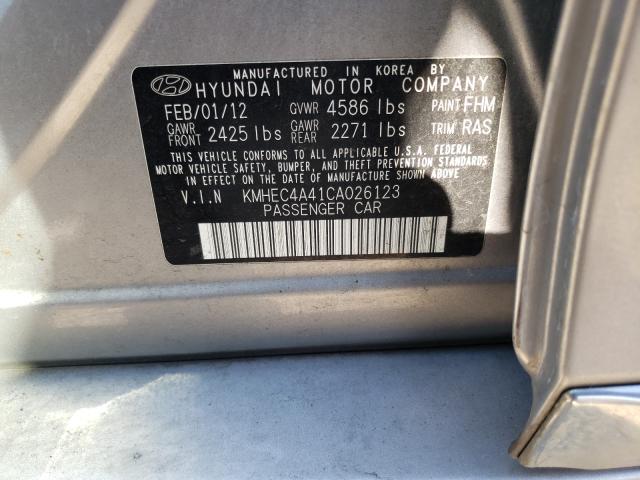 MANUFACTURED IN KOREA BY
HYUNDAI MOTOR COMPANY
FEB/01/12 GVWR 4586 lbs PAINT FHM
GAWR FRONT 2425 lbs GAWR REAR 2271 lbs TRIM RAS
THIS VEHICLE CONFORMS TO ALL APPLICABLE U.S.A. FEDERAL
MOTOR VEHICLE SAFETY, BUMPER, AND THEFT PREVENTION STANDARDS
IN EFFECT ON THE DATE OF MANUFACTURE SHOWN ABOVE
V.I.N KMHEC4A41CA026123
PASSENGER CAR